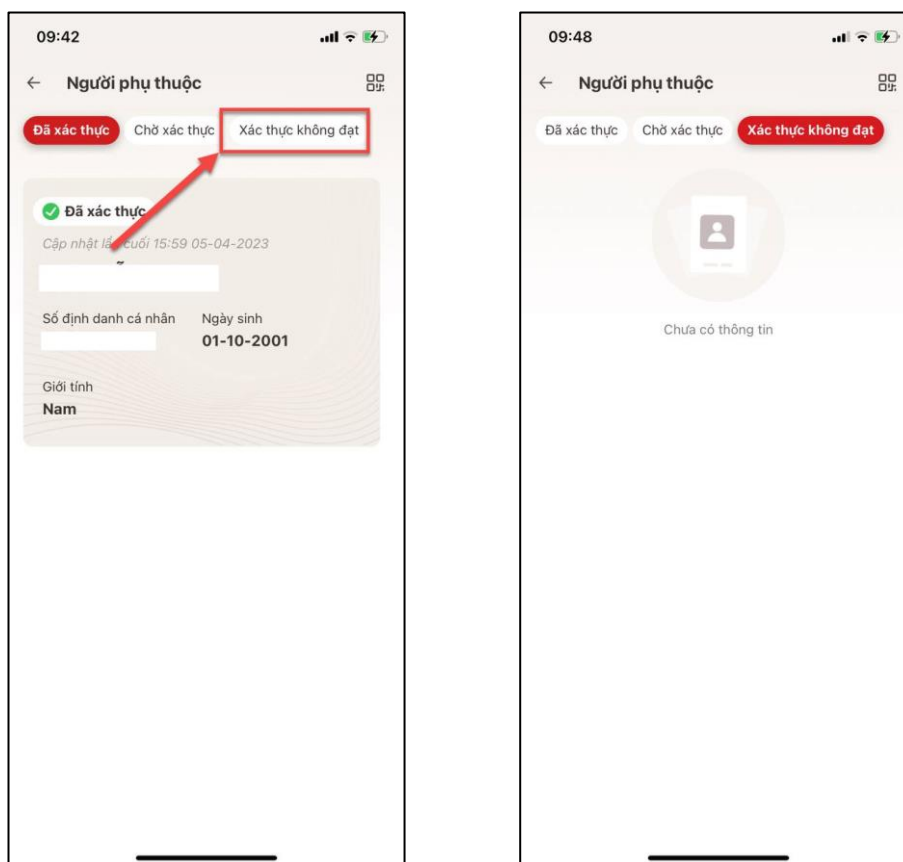 09:42
Người phụ thuộc
Đã xác thực Chờ xác thực Xác thực không đạt
Đã xác thực
Cập nhật lần cuối 15:59 05-04-2023
Số định danh cá nhân Ngày sinh
01-10-2001
Giới tính
Nam
09:48
Người phụ thuộc
Đã xác thực Chờ xác thực Xác thực không đạt
Chưa có thông tin